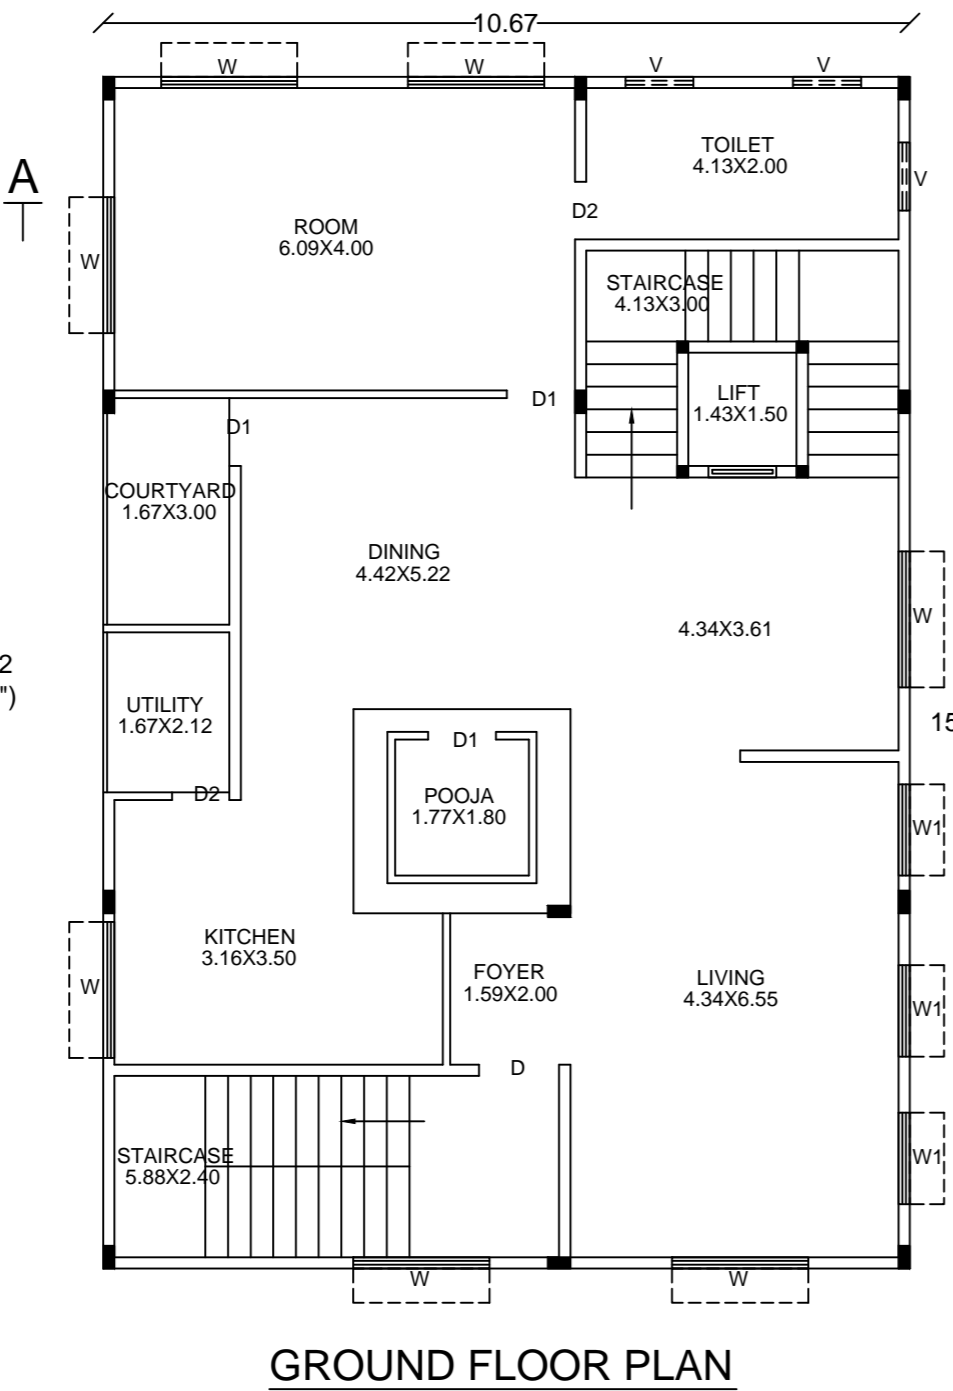 10.67
W
W
V
V
A
TOILET
4.13X2.00
V
D2
ROOM
6.09X4.00
W
STAIRCASE
4.13X3.00
D1
LIFT
1.43X1.50
D1
COURTYARD
1.67X3.00
DINING
4.42X5.22
W
4.34X3.61
2
")
UTILITY
1.67X2.12
15
D1
D2
POOJA
1.77X1.80
W1
KITCHEN
3.16X3.50
FOYER
1.59X2.00
LIVING
4.34X6.55
W
W1
D
STAIRCASE
5.88X2.40
W1
W
W
GROUND FLOOR PLAN